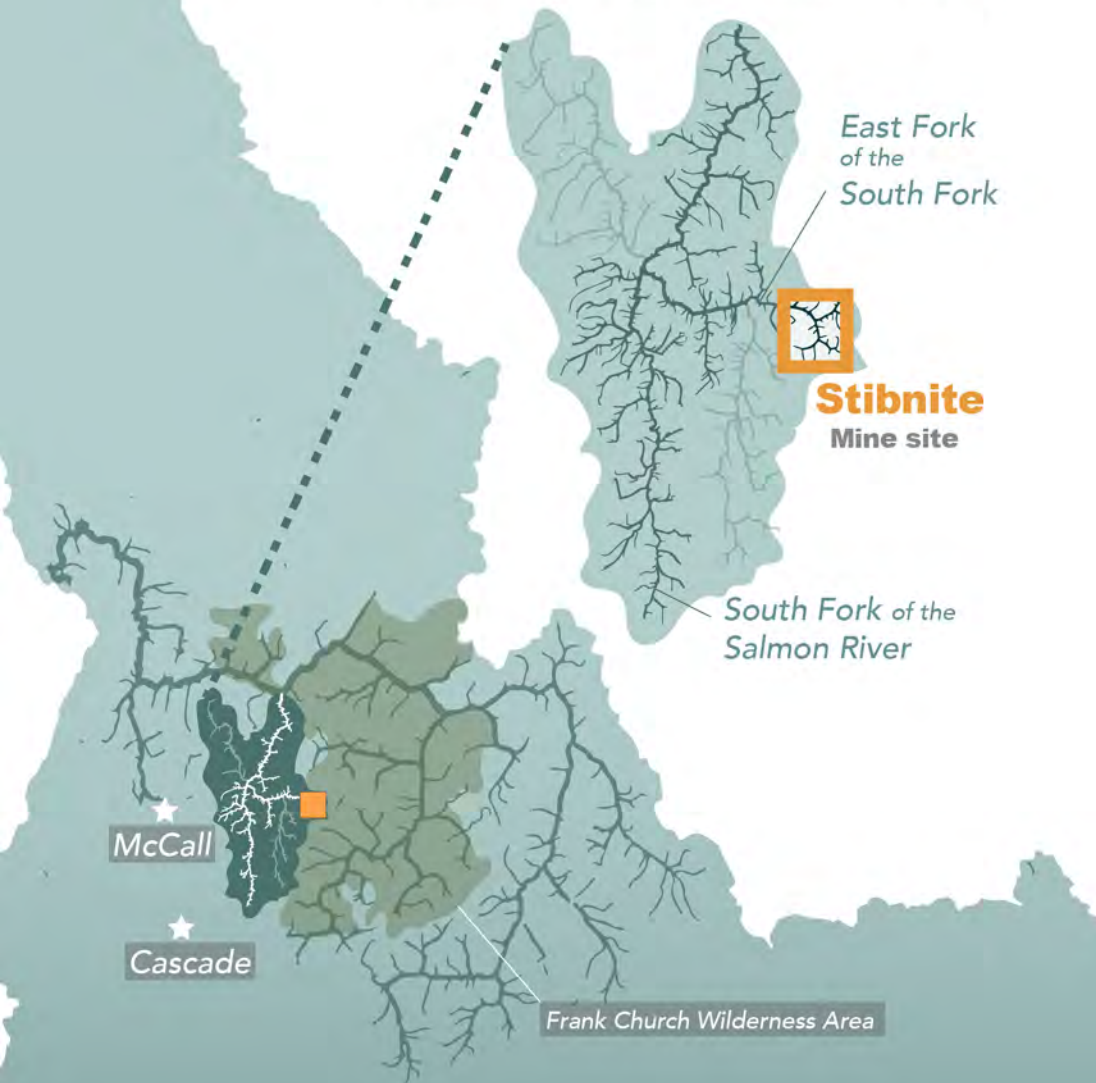 East Fork
of the
South Fork
Stibnite
Mine site
South Fork of the
Salmon River
McCall
Cascade
Frank Church Wilderness Area